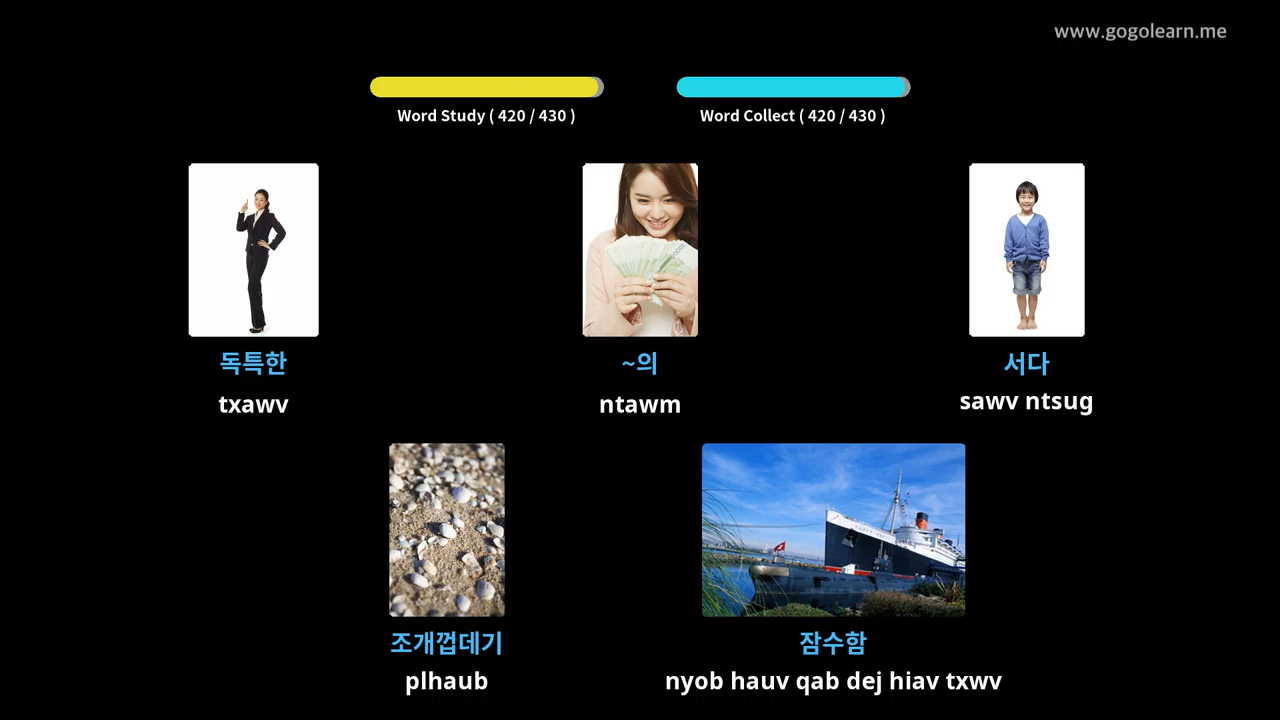 www.gogolearn.me
Word Study ( 420 / 430 )
Word Collect ( 420 / 430 )
독특한
txawv
~의
ntawm
서다
sawv ntsug
조개껍데기
plhaub
잠수함
nyob hauv qab dej hiav txwv